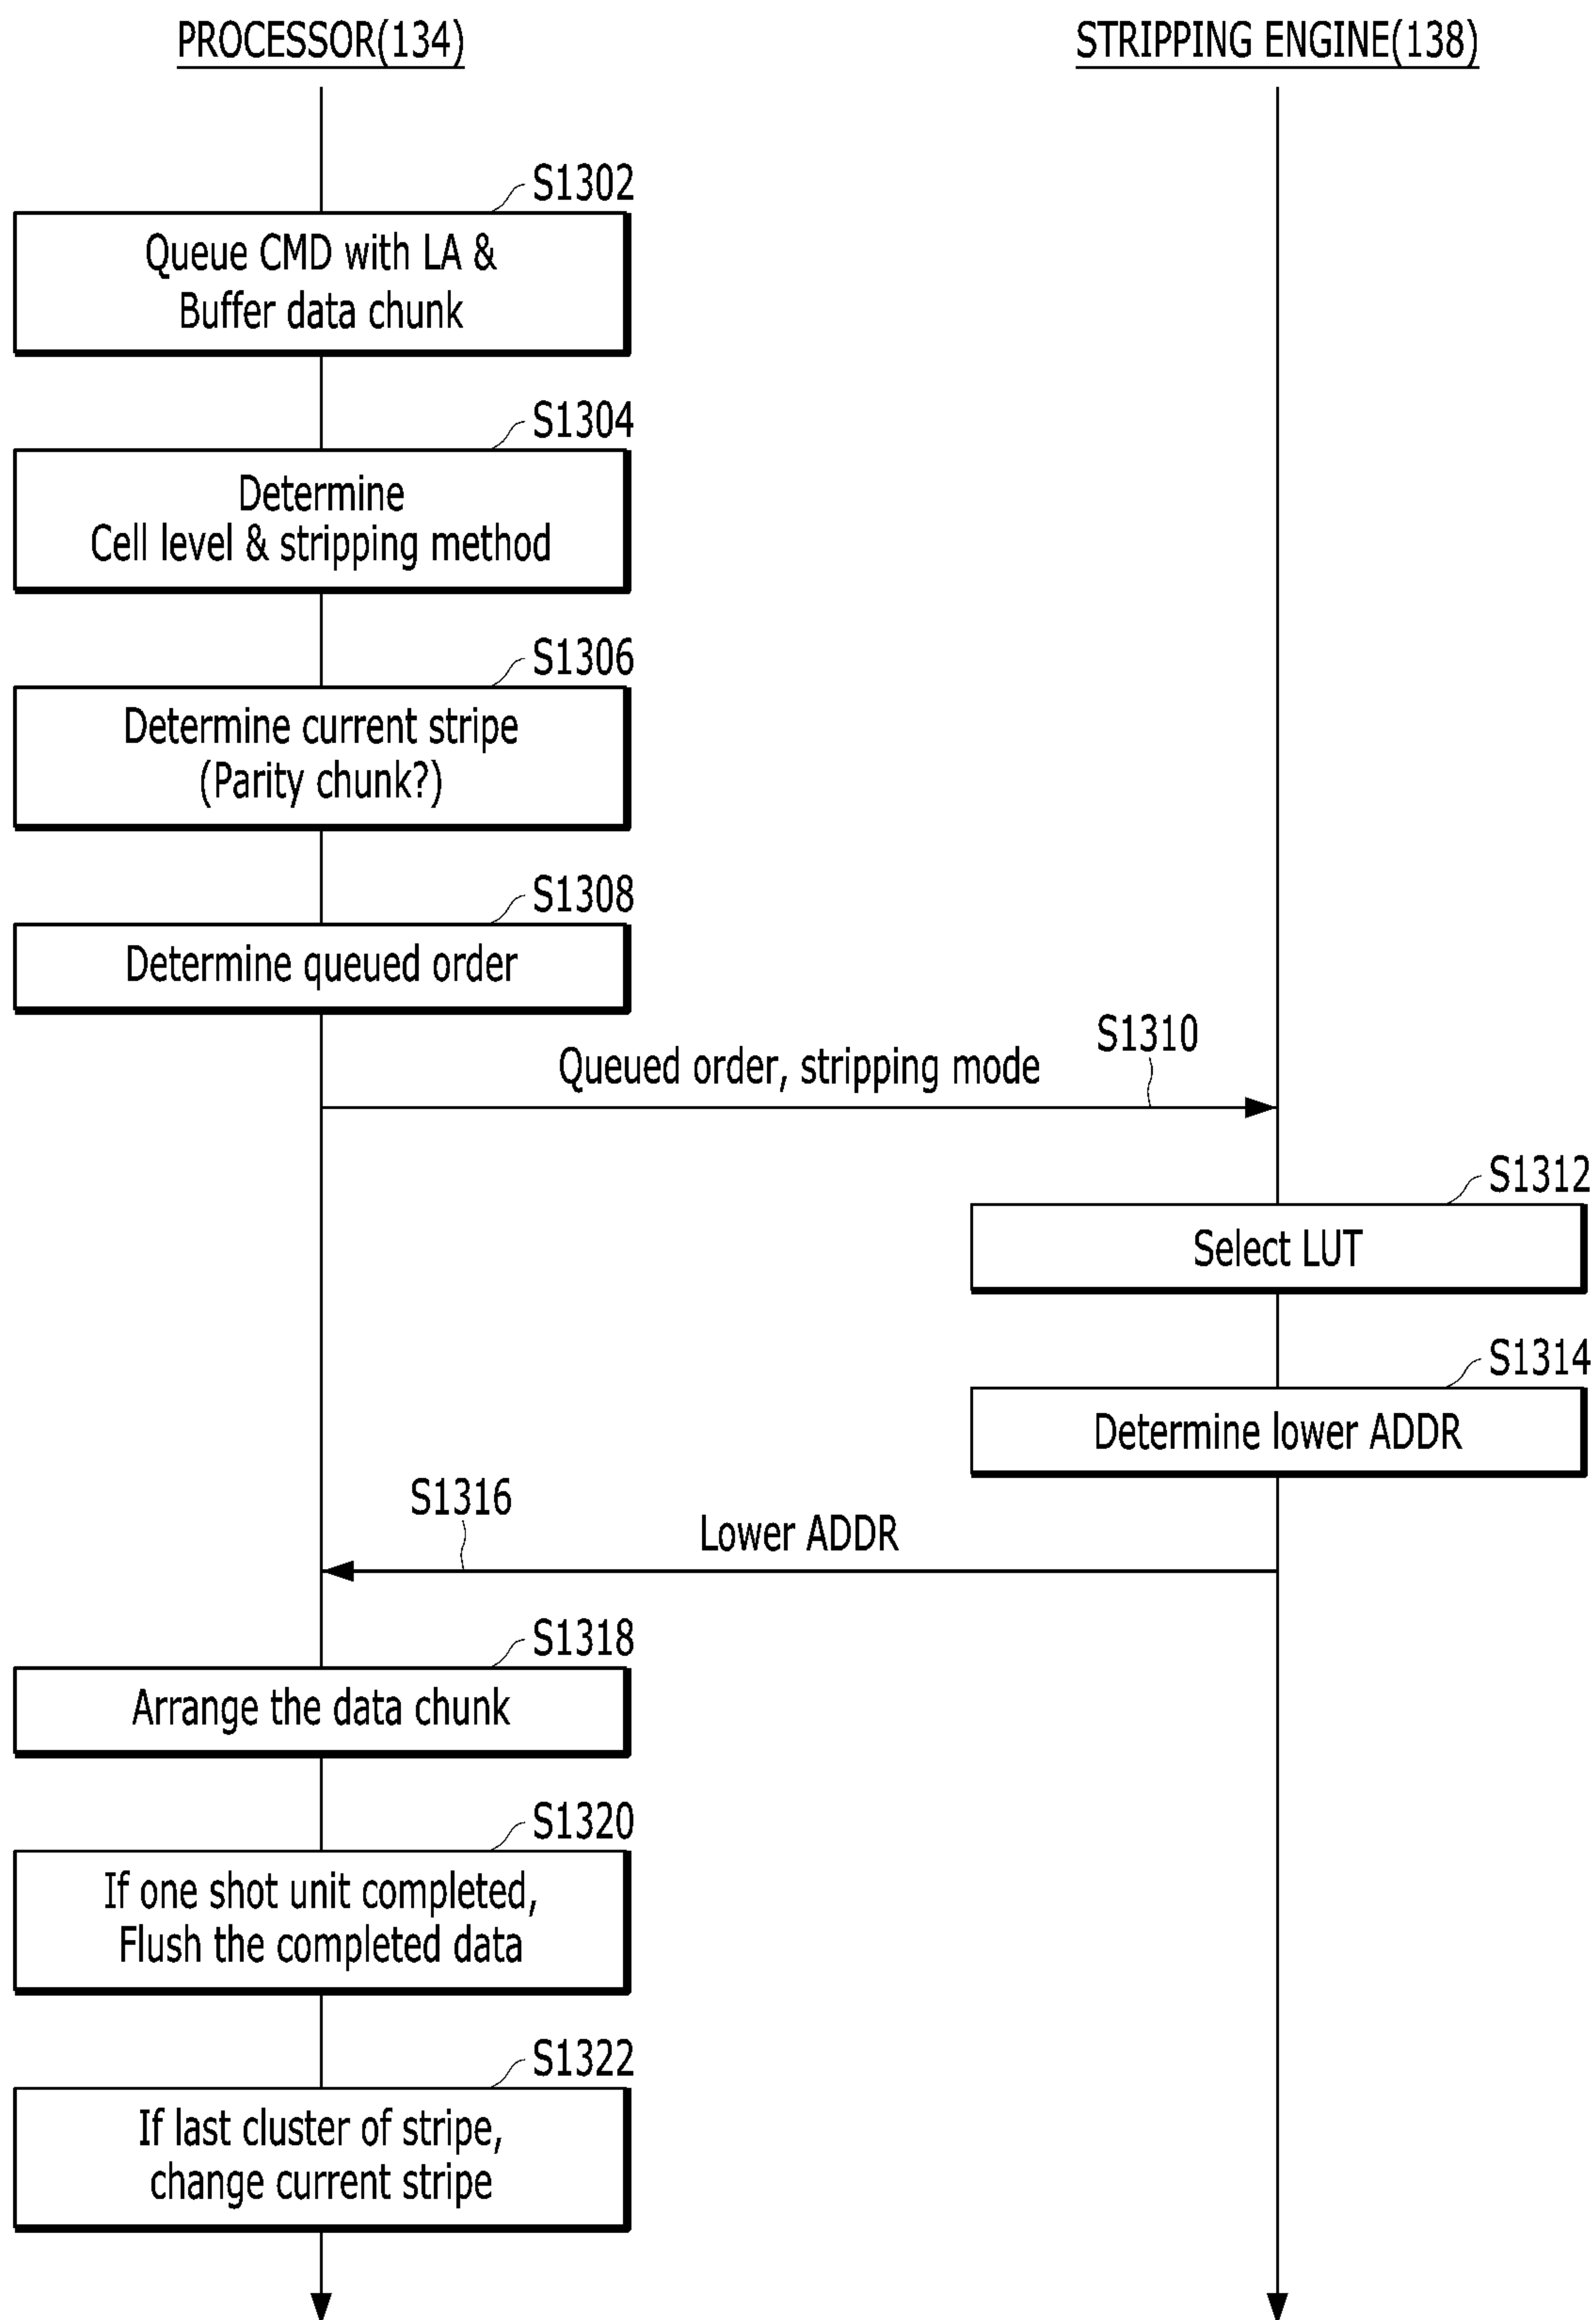 PROCESSOR(134)
STRIPPING ENGINE(138)
S1302
Queue CMD with LA &
Buffer data chunk
S1304
Determine
Cell level & stripping method
S1306
Determine current stripe
(Parity chunk?)
S1308
Determine queued order
S1310
Queued order, stripping mode
S1312
Select LUT
S1314
Determine lower ADDR
S1316
Lower ADDR
S1318
Arrange the data chunk
S1320
If one shot unit completed,
Flush the completed data
S1322
If last cluster of stripe,
change current stripe